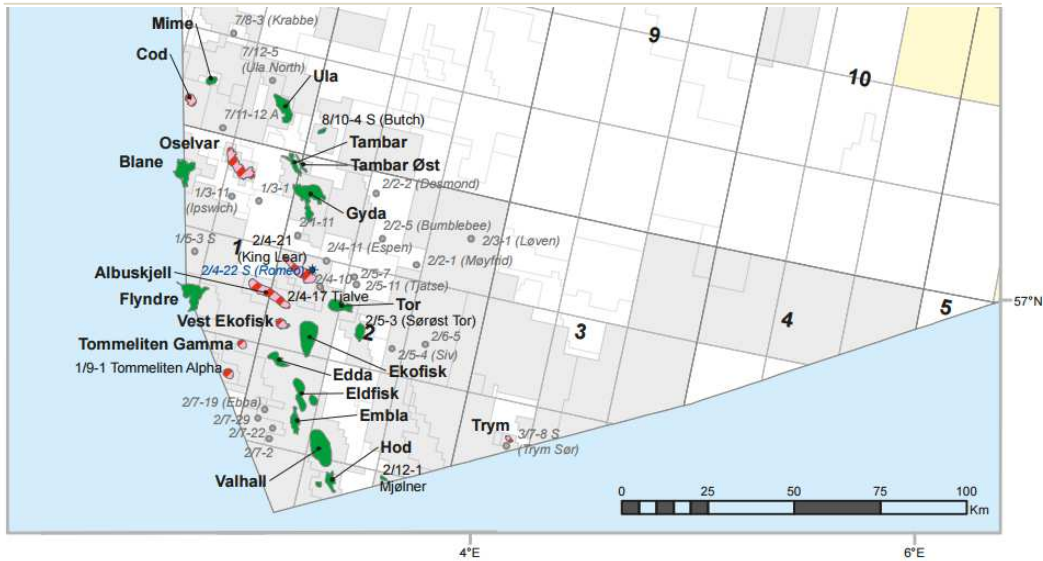 Mime
7/8-3 (Krabbe)
9
Cod
7/12-5
(Ula North)
10
Ula
7/11-12 A
8/10-4 S (Butch)
Oselvar
Tambar
Blane
Tambar Øst
1/3-11
(Ipswich)
1/3-1
2/2-2 (Desmond)
Gyda
2/1-11
2/2-5 (Bumblebee)
1/5-3 S
1
2/4-21
(King Lear)
2/4-11 (Espen)
2/3-1 (Løven)
2/4-22 S (Romeo)
2/2-1 (Møyfrid)
Albuskjell
2/4-10
2/5-7
2/5-11 (Tjatse)
Flyndre
2/4-17 Tjalve
Tor
57°N
5
4
Vest Ekofisk
2/5-3 (Sørøst Tor)
2
3
Tommeliten Gamma
2/6-5
2/5-4 (Siv)
1/9-1 Tommeliten Alpha
Edda
Ekofisk
Eldfisk
2/7-19 (Ebba)
2/7-29
Embla
2/7-22
2/7-2
Trym
3/7-8 S
(Trym Sør)
Hod
Valhall
2/12-1
Mjølner
0 25 50 75 100
Km
4°E
6°E